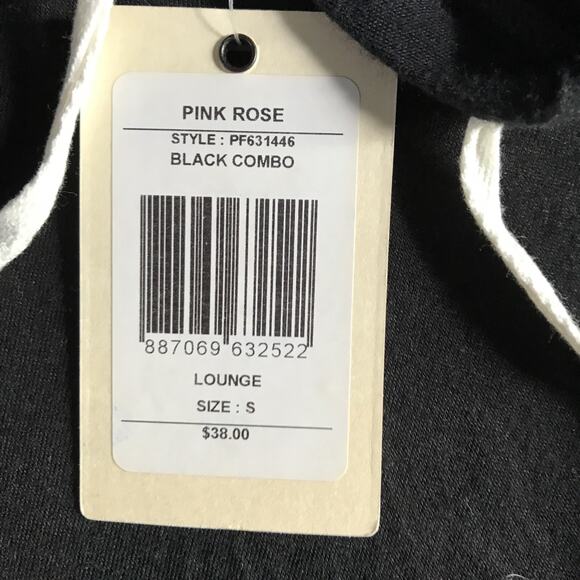 PINK ROSE
STYLE : PF631446
BLACK COMBO
887069 632522
LOUNGE
SIZE : S
$38.00